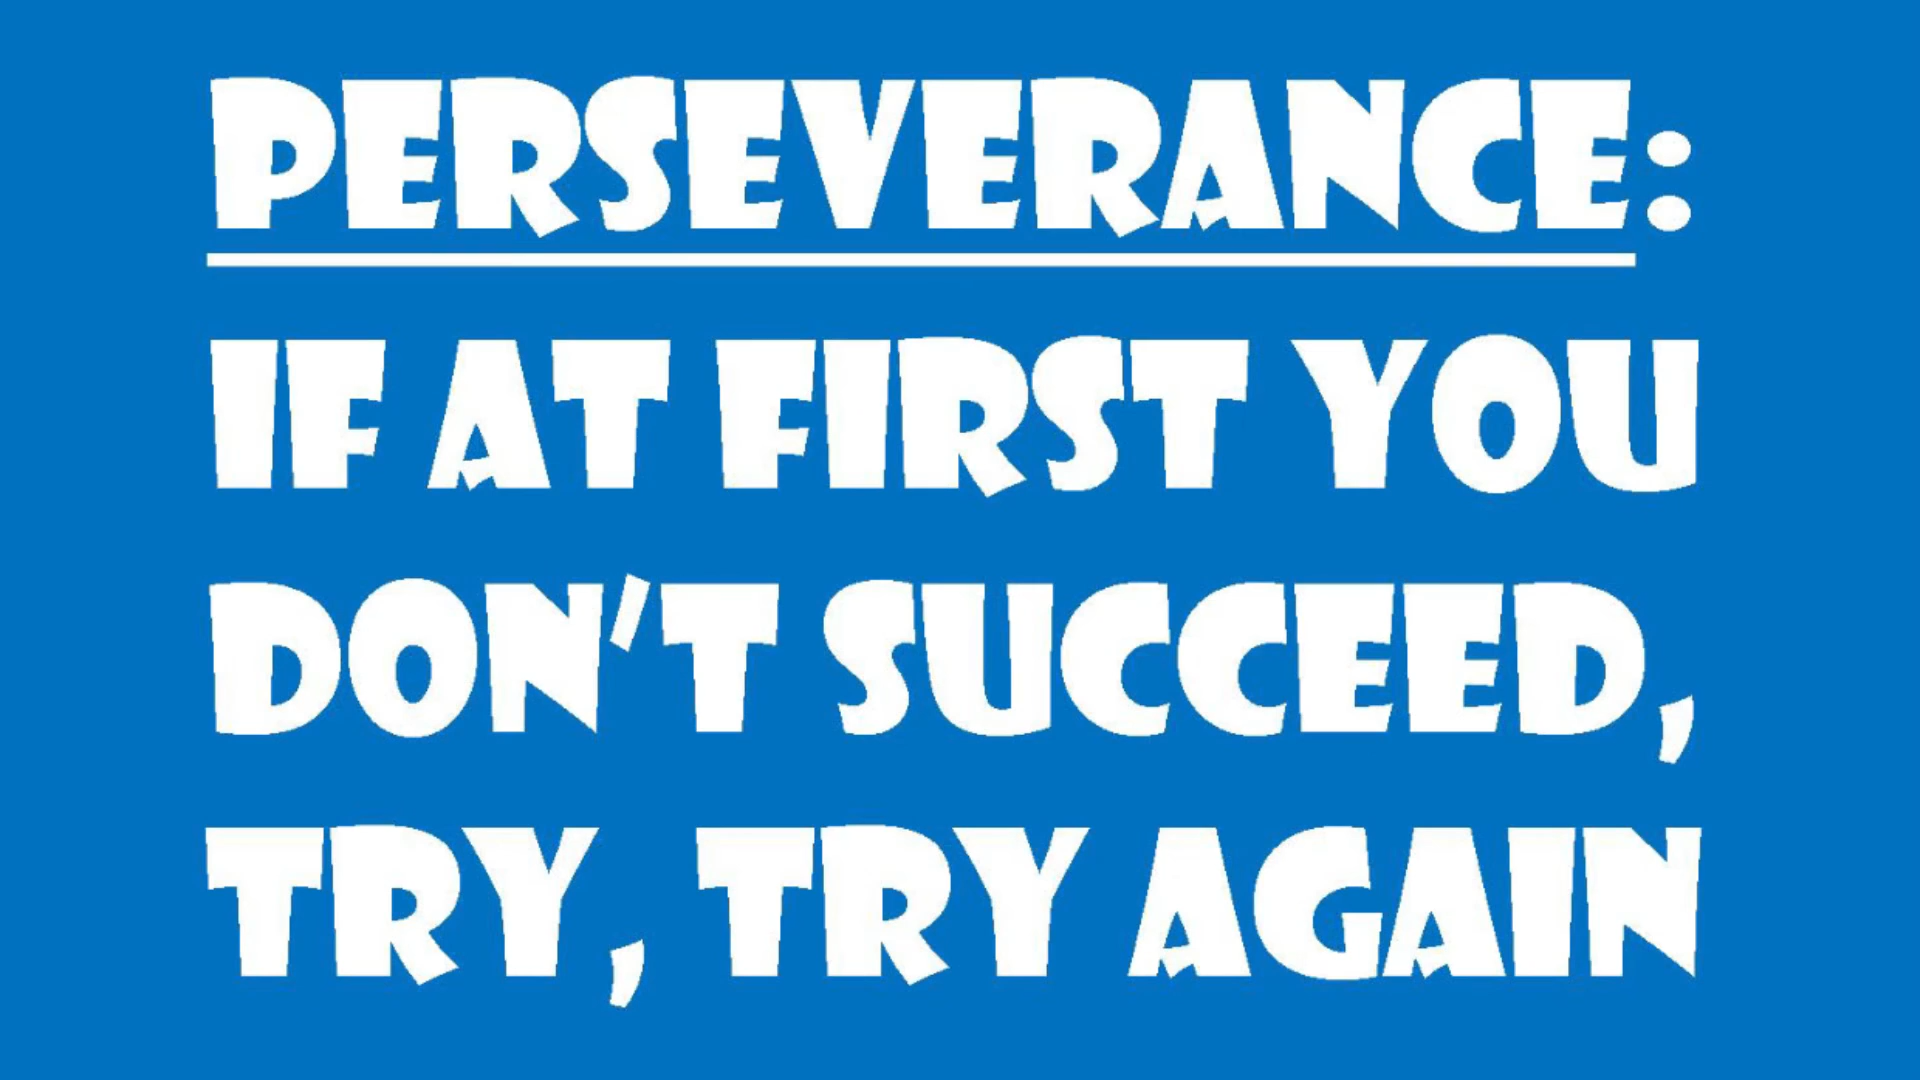 PERSEVERANCE:
IF AT FIRST YOU
DON'T SUCCEED,
TRY, TRY AGAIN